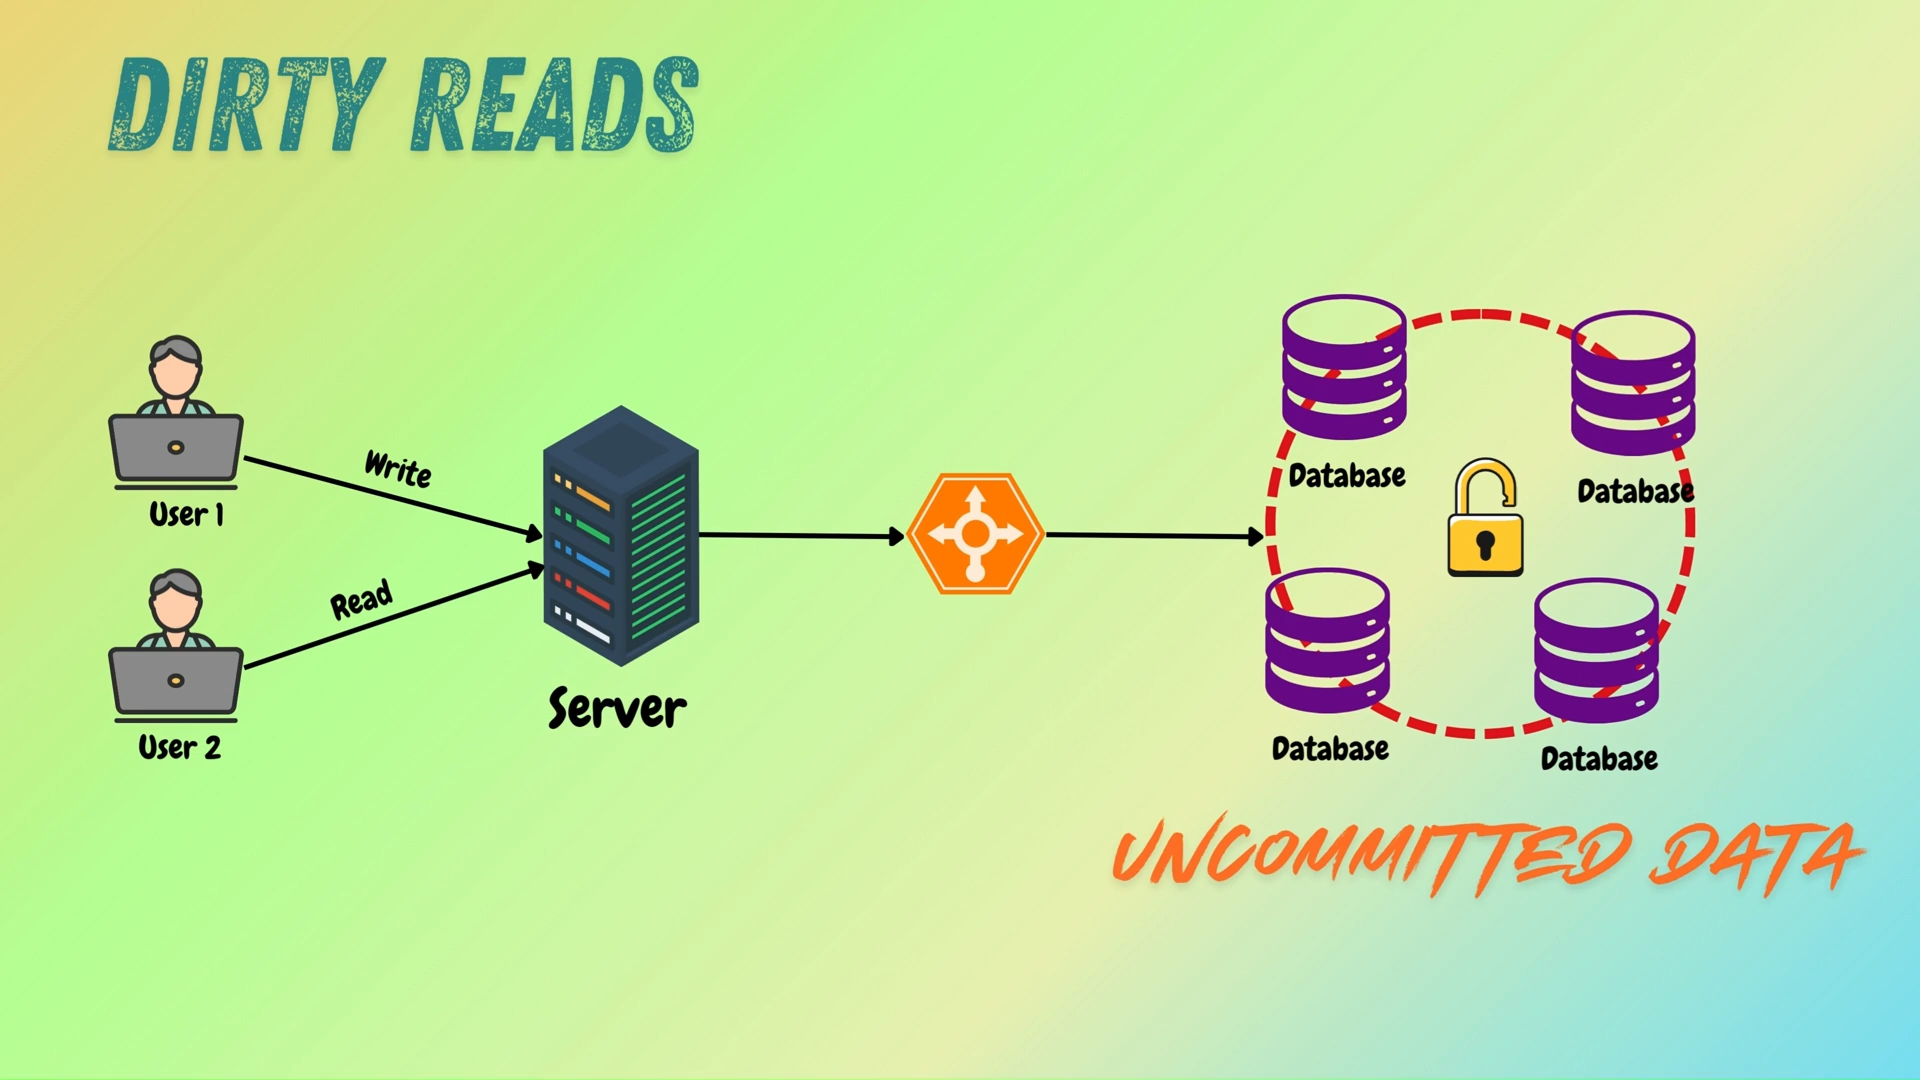 DIRTY READS
Write
User 1
Read
User 2
Server
Database
Database
Database
Database
UNCOMMITTED DATA